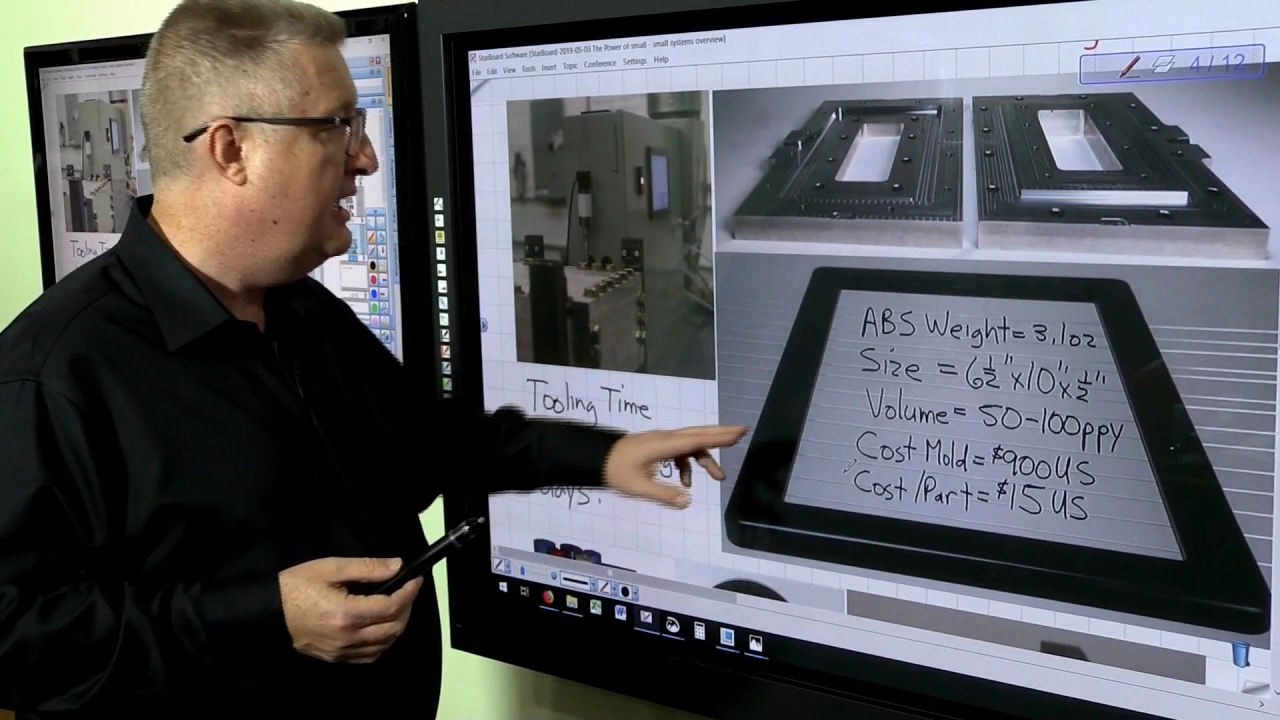 StarBoard Software [StarBoard-2019-05-03 The Power of small - small systems overview]
File Edit View Tools Insert Topic Conference Settings Help
4 / 12
Tooling Time
days.
ABS Weight = 3.1oz
Size = 6½" x 10" x ½"
Volume = 50-100ppy
Cost Mold = $900US
Cost/Part = $15US
Tooling T